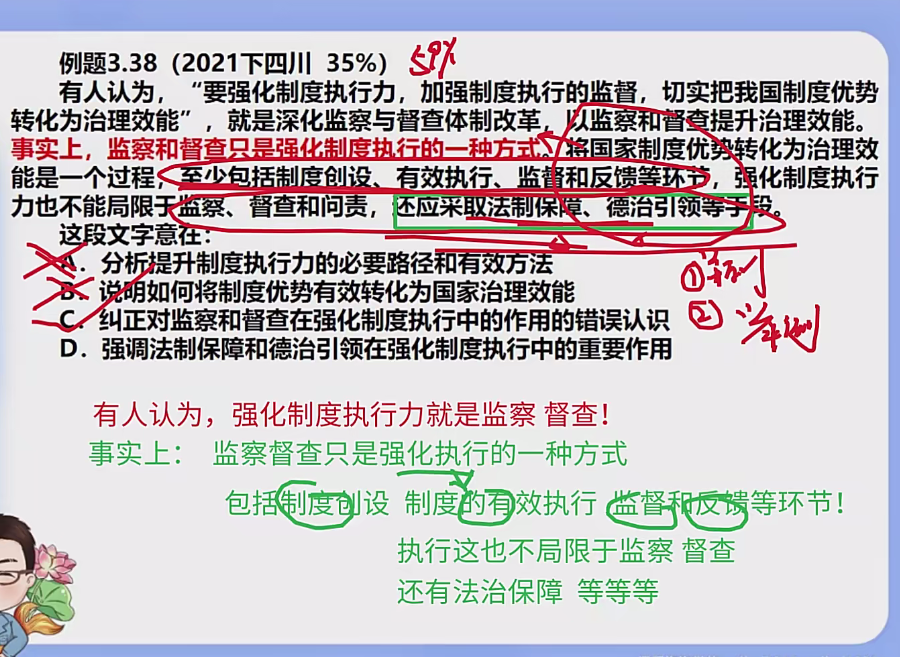 例题3.38（2021下四川 35%） 59%
有人认为，“要强化制度执行力，加强制度执行的监督，切实把我国制度优势
转化为治理效能”，就是深化监察与督查体制改革，以监察和督查提升治理效能。
事实上，监察和督查只是强化制度执行的一种方式。将国家制度优势转化为治理效
能是一个过程，至少包括制度创设、有效执行、监督和反馈等环节，强化制度执行
力也不能局限于监察、督查和问责，还应采取法制保障、德治引领等手段。
这段文字意在：
A．分析提升制度执行力的必要路径和有效方法
B．说明如何将制度优势有效转化为国家治理效能
C．纠正对监察和督查在强化制度执行中的作用的错误认识
D．强调法制保障和德治引领在强化制度执行中的重要作用
①并列
②
有人认为，强化制度执行力就是监察 督查！
事实上： 监察督查只是强化执行的一种方式
包括制度创设 制度的有效执行 监督和反馈等环节！
执行这也不局限于监察 督查
还有法治保障 等等等